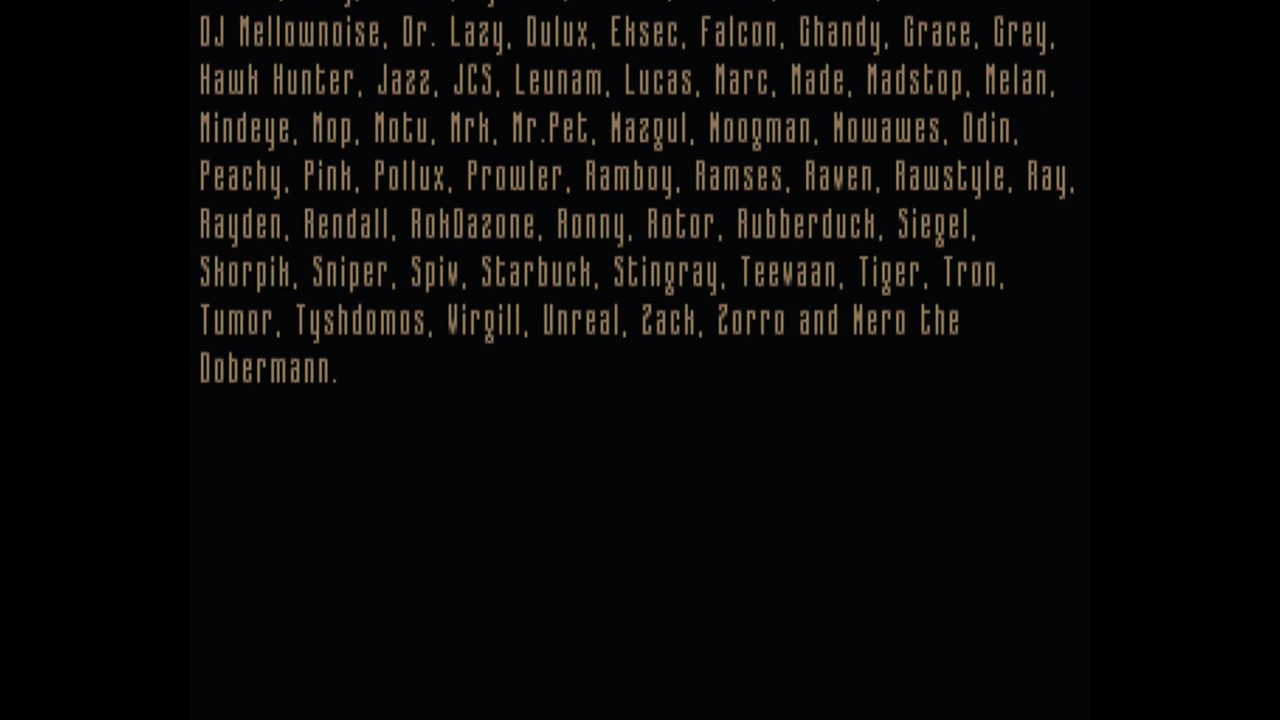 DJ Mellownoise, Dr. Lazy, Dulux, Eksec, Falcon, Ghandy, Grace, Grey,
Hawk Hunter, Jazz, JCS, Leunam, Lucas, Marc, Made, Madstop, Melan,
Mindeye, Mop, Motu, Mrk, Mr.Pet, Nazgul, Noogman, Nowawes, Odin,
Peachy, Pink, Pollux, Prowler, Ramboy, Ramses, Raven, Rawstyle, Ray,
Rayden, Rendall, RokDazone, Ronny, Rotor, Rubberduck, Siegel,
Skorpik, Sniper, Spiv, Starbuck, Stingray, Teevaan, Tiger, Tron,
Tumor, Tyshdomos, Virgill, Unreal, Zack, Zorro and Nero the
Dobermann.